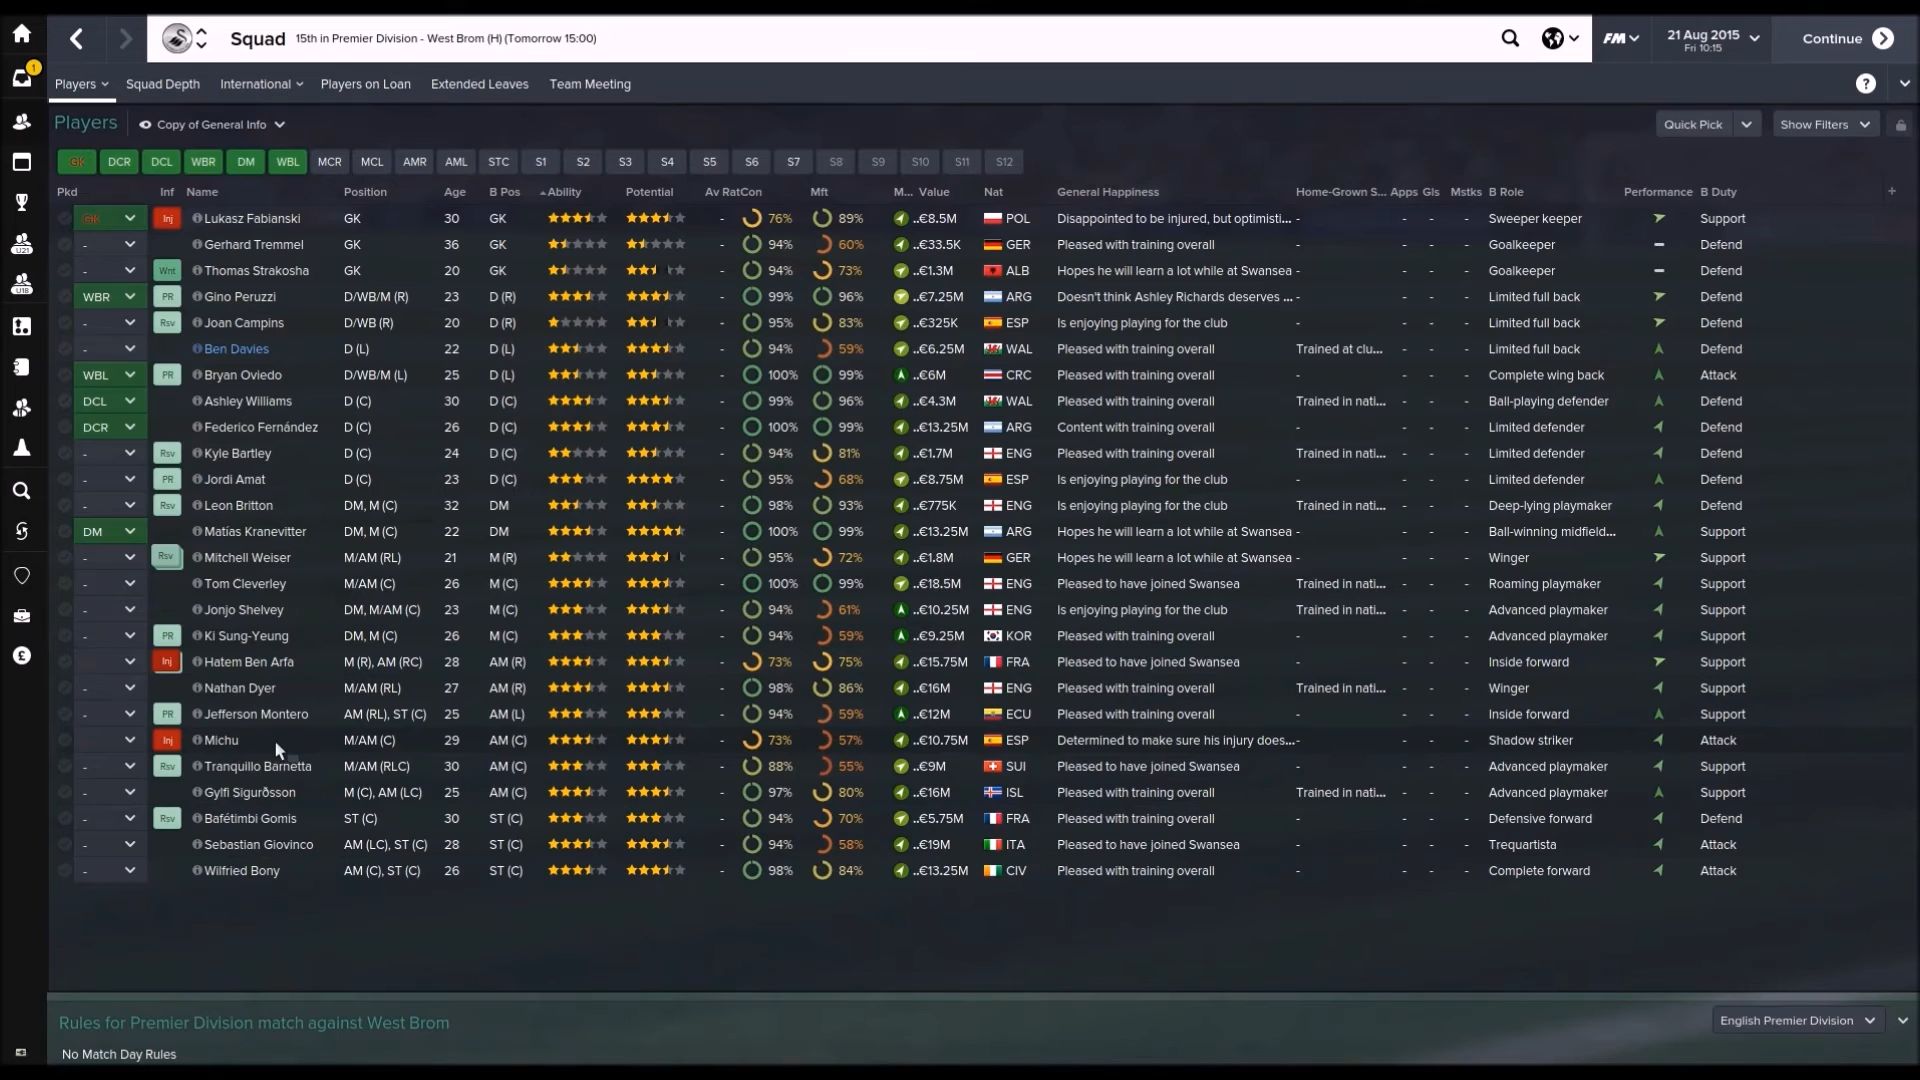 Squad 15th in Premier Division - West Brom (H) (Tomorrow 15:00) FM 21 Aug 2015 Fri 10:15 Continue
1
Players Squad Depth International Players on Loan Extended Leaves Team Meeting ?
Players Copy of General Info Quick Pick Show Filters
GK DCR DCL WBR DM WBL MCR MCL AMR AML STC S1 S2 S3 S4 S5 S6 S7 S8 S9 S10 S11 S12
Pkd Inf Name Position Age B Pos Ability Potential Av Rat Con Mft M... Value Nat General Happiness Home-Grown S... Apps Gls Mstks B Role Performance B Duty +
GK Inj Lukasz Fabianski GK 30 GK - 76% 89% ..€8.5M POL Disappointed to be injured, but optimisti... - - - - Sweeper keeper Support
- Gerhard Tremmel GK 36 GK - 94% 60% ..€33.5K GER Pleased with training overall - - - - Goalkeeper Defend
- Wnt Thomas Strakosha GK 20 GK - 94% 73% ..€1.3M ALB Hopes he will learn a lot while at Swansea - - - - Goalkeeper Defend
WBR PR Gino Peruzzi D/WB/M (R) 23 D (R) - 99% 96% ..€7.25M ARG Doesn't think Ashley Richards deserves ... - - - - Limited full back Defend
- Rsv Joan Campins D/WB (R) 20 D (R) - 95% 83% ..€325K ESP Is enjoying playing for the club - - - - Limited full back Defend
- Ben Davies D (L) 22 D (L) - 94% 59% ..€6.25M WAL Pleased with training overall Trained at clu... - - - Limited full back Defend
WBL PR Bryan Oviedo D/WB/M (L) 25 D (L) - 100% 99% ..€6M CRC Pleased with training overall - - - - Complete wing back Attack
DCL Ashley Williams D (C) 30 D (C) - 99% 96% ..€4.3M WAL Pleased with training overall Trained in nati... - - - Ball-playing defender Defend
DCR Federico Fernández D (C) 26 D (C) - 100% 99% ..€13.25M ARG Content with training overall - - - - Limited defender Defend
- Rsv Kyle Bartley D (C) 24 D (C) - 94% 81% ..€1.7M ENG Pleased with training overall Trained in nati... - - - Limited defender Defend
- PR Jordi Amat D (C) 23 D (C) - 95% 68% ..€8.75M ESP Is enjoying playing for the club - - - - Limited defender Defend
- Rsv Leon Britton DM, M (C) 32 DM - 98% 93% ..€775K ENG Is enjoying playing for the club Trained in nati... - - - Deep-lying playmaker Defend
DM Matías Kranevitter DM, M (C) 22 DM - 100% 99% ..€13.25M ARG Hopes he will learn a lot while at Swansea - - - - Ball-winning midfield... Support
- Rsv Mitchell Weiser M/AM (RL) 21 M (R) - 95% 72% ..€1.8M GER Hopes he will learn a lot while at Swansea - - - - Winger Support
- Tom Cleverley M/AM (C) 26 M (C) - 100% 99% ..€18.5M ENG Pleased to have joined Swansea Trained in nati... - - - Roaming playmaker Support
- Jonjo Shelvey DM, M/AM (C) 23 M (C) - 94% 61% ..€10.25M ENG Is enjoying playing for the club Trained in nati... - - - Advanced playmaker Support
- PR Ki Sung-Yeung DM, M (C) 26 M (C) - 94% 59% ..€9.25M KOR Pleased with training overall - - - - Advanced playmaker Support
- Inj Hatem Ben Arfa M (R), AM (RC) 28 AM (R) - 73% 75% ..€15.75M FRA Pleased to have joined Swansea - - - - Inside forward Support
- Nathan Dyer M/AM (RL) 27 AM (R) - 98% 86% ..€16M ENG Pleased with training overall Trained in nati... - - - Winger Support
- PR Jefferson Montero AM (RL), ST (C) 25 AM (L) - 94% 59% ..€12M ECU Pleased with training overall - - - - Inside forward Support
- Inj Michu M/AM (C) 29 AM (C) - 73% 57% ..€10.75M ESP Determined to make sure his injury does... - - - - Shadow striker Attack
- Rsv Tranquillo Barnetta M/AM (RLC) 30 AM (C) - 88% 55% ..€9M SUI Pleased to have joined Swansea - - - - Advanced playmaker Support
- Gylfi Sigurðsson M (C), AM (LC) 25 AM (C) - 97% 80% ..€16M ISL Pleased with training overall Trained in nati... - - - Advanced playmaker Support
- Rsv Bafétimbi Gomis ST (C) 30 ST (C) - 94% 70% ..€5.75M FRA Pleased with training overall - - - - Defensive forward Defend
- Sebastian Giovinco AM (LC), ST (C) 28 ST (C) - 94% 58% ..€19M ITA Pleased to have joined Swansea - - - - Trequartista Attack
- Wilfried Bony AM (C), ST (C) 26 ST (C) - 98% 84% ..€13.25M CIV Pleased with training overall - - - - Complete forward Attack
Rules for Premier Division match against West Brom English Premier Division
No Match Day Rules